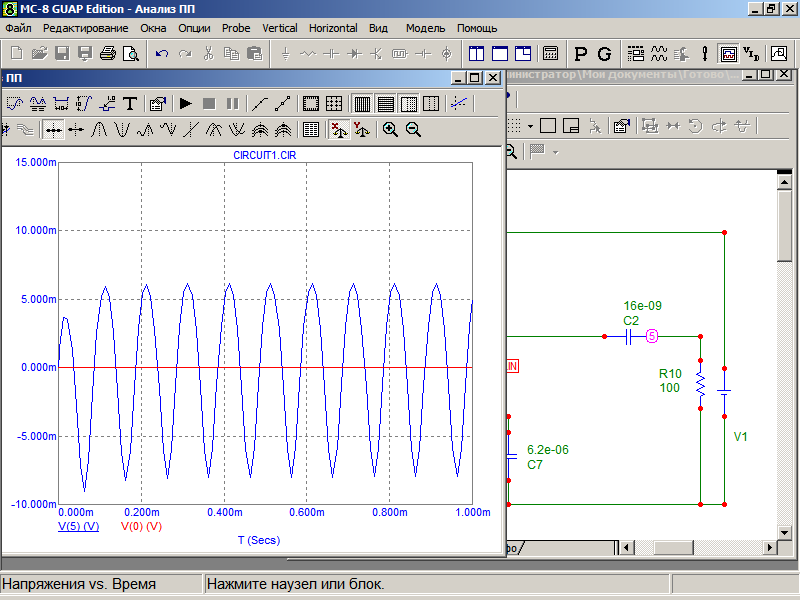 MC-8 GUAP Edition - Анализ ПП
Файл Редактирование Окна Опции Probe Vertical Horizontal Вид Модель Помощь
P G
ПП
министратор\Мои документы\Готово\...
T
CIRCUIT1.CIR
15.000m
10.000m
5.000m
0.000m
-5.000m
-10.000m
0.000m 0.200m 0.400m 0.600m 0.800m 1.000m
V(5) (V) V(0) (V)
T (Secs)
16e-09
C2
5
IN
R10
100
V1
6.2e-06
C7
Напряжения vs. Время
Нажмите наузел или блок.